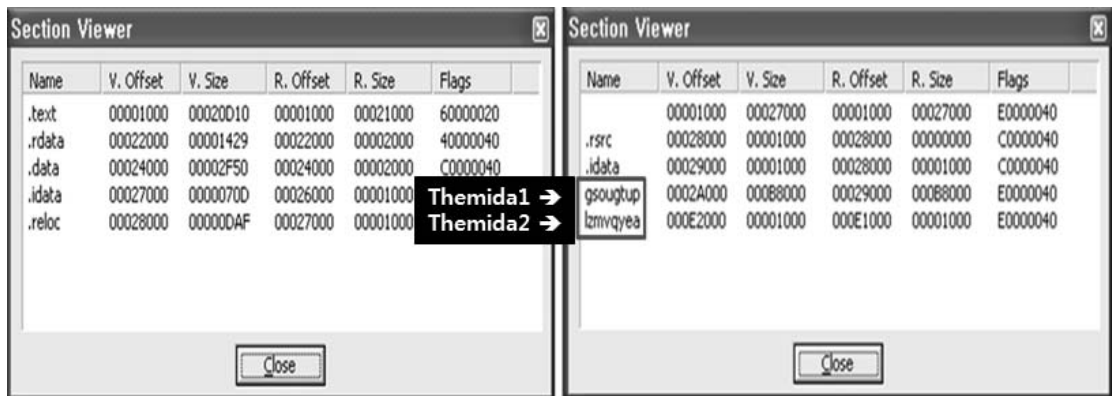 Section Viewer
Name V. Offset V. Size R. Offset R. Size Flags
.text 00001000 00020D10 00001000 00021000 60000020
.rdata 00022000 00001429 00022000 00002000 40000040
.data 00024000 00002F50 00024000 00002000 C0000040
.idata 00027000 0000070D 00026000 00001000
.reloc 00028000 00000DAF 00027000 00001000
Close
Themida1 ➔
Themida2 ➔
Section Viewer
Name V. Offset V. Size R. Offset R. Size Flags
00001000 00027000 00001000 00027000 E0000040
.rsrc 00028000 00001000 00028000 00000000 C0000040
.idata 00029000 00001000 00028000 00001000 C0000040
gsougtup 0002A000 000B8000 00029000 000B8000 E0000040
lzmvqyea 000E2000 00001000 000E1000 00001000 E0000040
Close